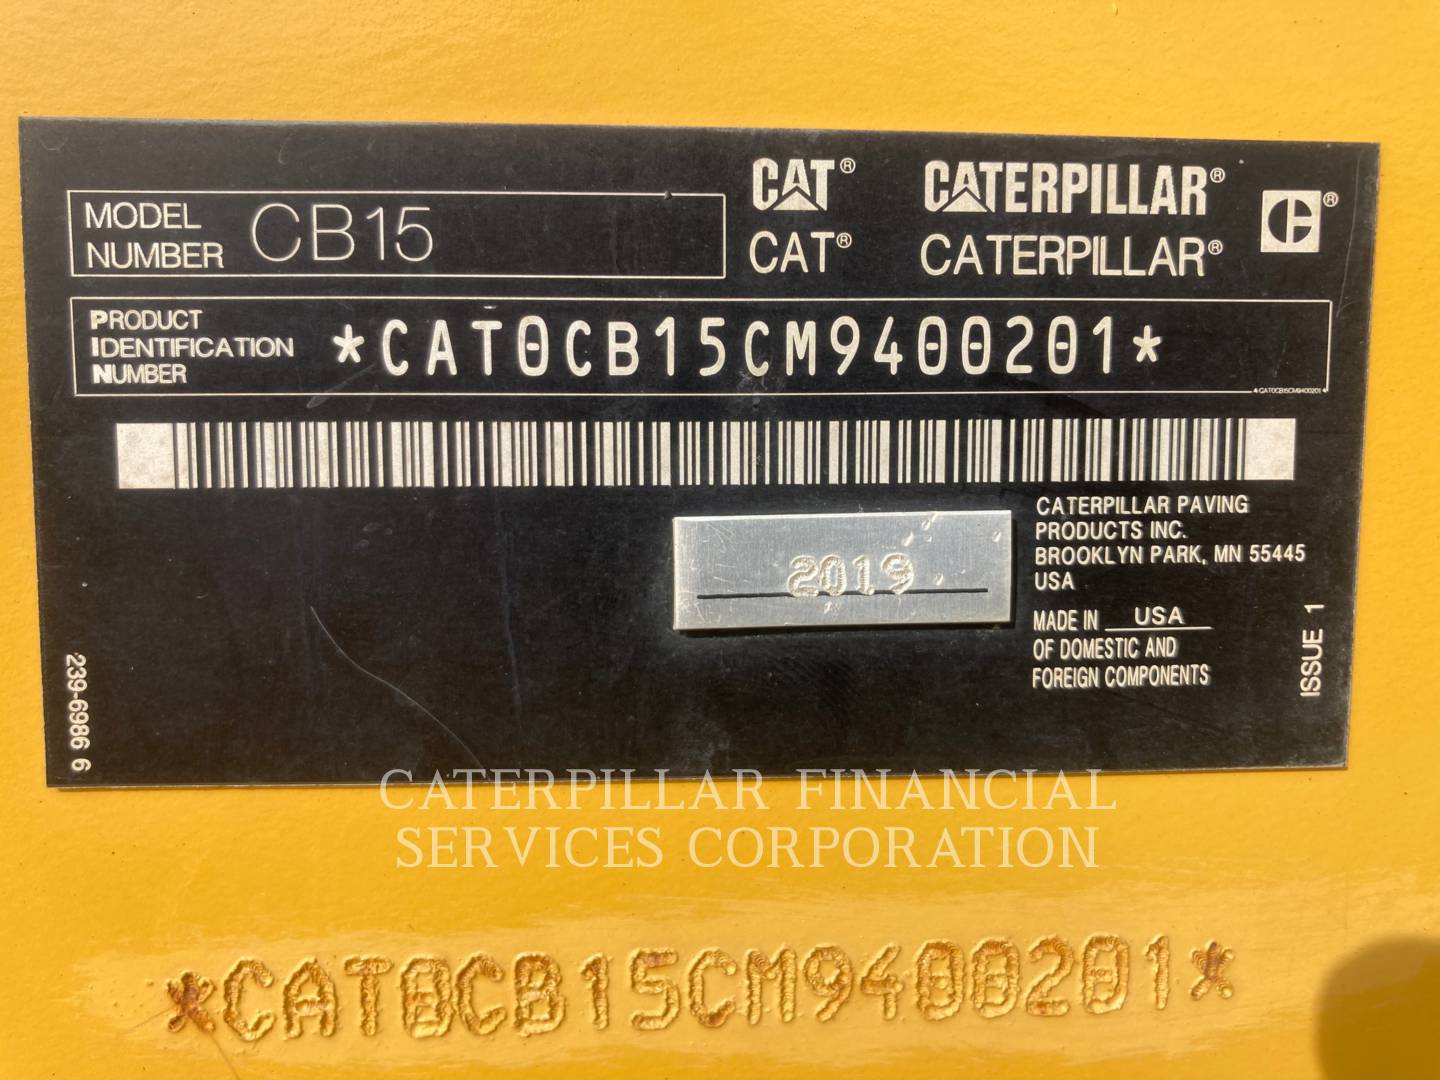 CAT® CATERPILLAR®
CAT® CATERPILLAR®
MODEL
NUMBER CB15
PRODUCT
IDENTIFICATION
NUMBER
*CAT0CB15CM9400201*
*CAT0CB15CM9400201*
CATERPILLAR PAVING
PRODUCTS INC.
BROOKLYN PARK, MN 55445
USA
2019
MADE IN USA
OF DOMESTIC AND
FOREIGN COMPONENTS
ISSUE 1
239-6986 6
CATERPILLAR FINANCIAL
SERVICES CORPORATION
*CAT0CB15CM9400201*